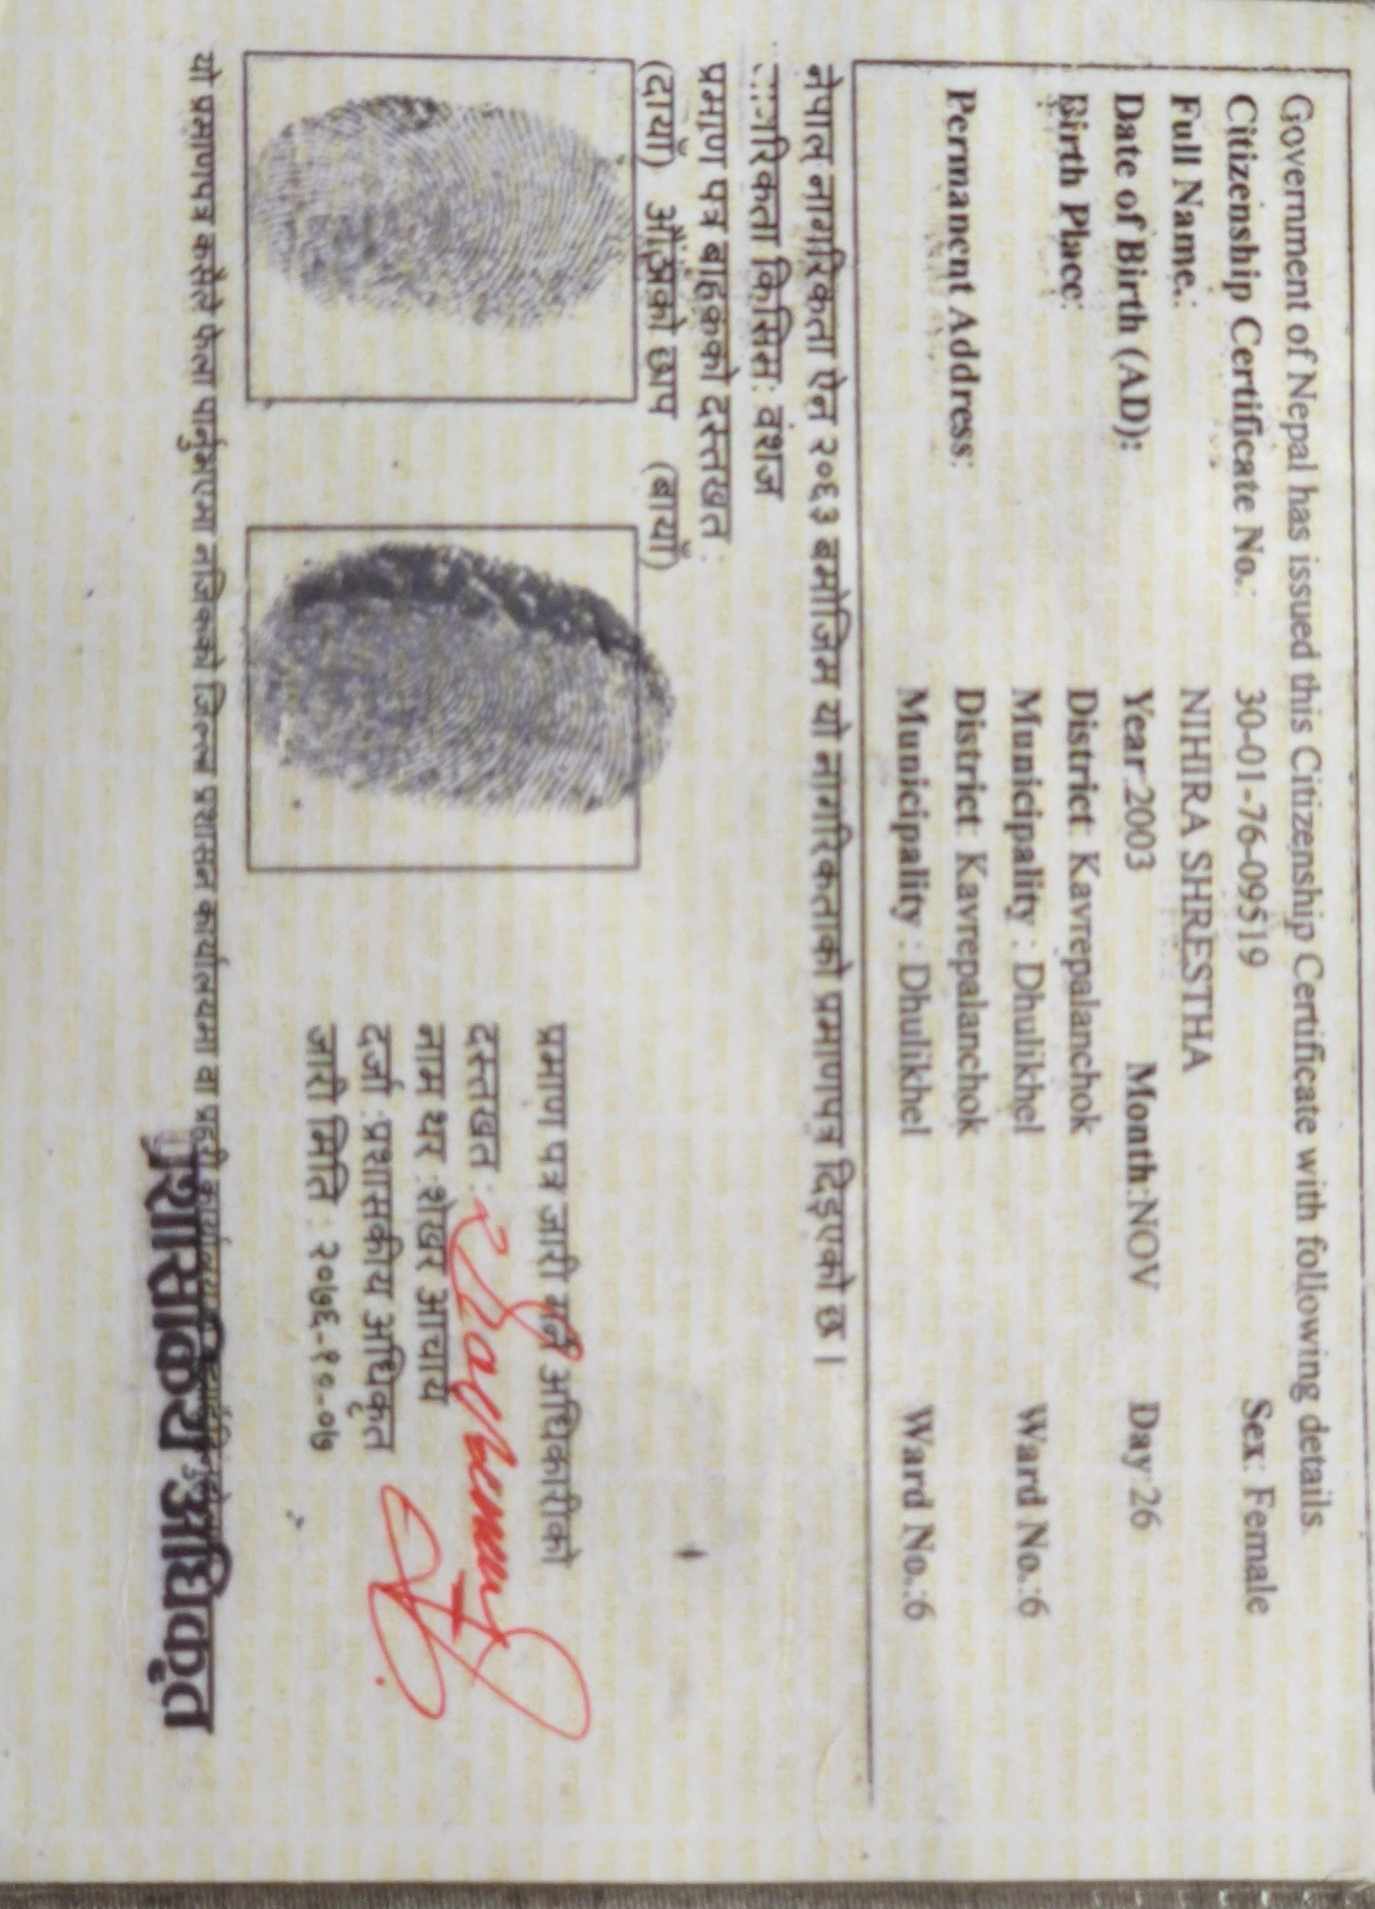 Government of Nepal has issued this Citizenship Certificate with following details.
Citizenship Certificate No.: 30-01-76-09519 Sex: Female
Full Name.: NIHIRA SHRESTHA
Date of Birth (AD): Year:2003 Month:NOV Day:26
Birth Place: District: Kavrepalanchok
Municipality : Dhulikhel Ward No.:6
Permanent Address: District: Kavrepalanchok
Municipality : Dhulikhel Ward No.:6
नेपाल नागरिकता ऐन २०६३ बमोजिम यो नागरिकताको प्रमाणपत्र दिइएको छ ।
नागरिकता किसिम: वंशज
प्रमाण पत्र बाहकको दस्तखत :
(दायाँ) औंठाको छाप (बायाँ)
प्रमाण पत्र जारी गर्ने अधिकारीको
दस्तखत :
नाम थर :शेखर आचार्य
दर्जा :प्रशासकीय अधिकृत
जारी मिति : २०७६-१०-०७
यो प्रमाणपत्र कसैले फेला पार्नुभएमा नजिकको जिल्ला प्रशासन कार्यालयमा वा प्रहरी
प्रशासकिय अधिकृत